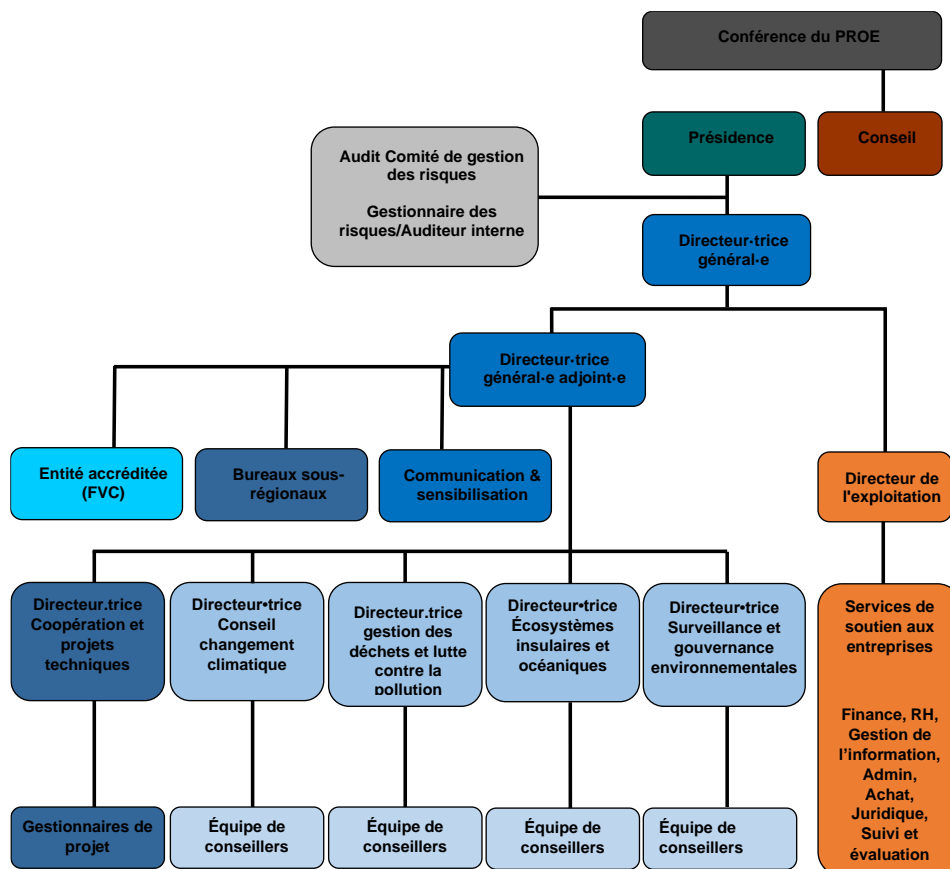 Conférence du PROE
Présidence
Conseil
Audit Comité de gestion
des risques
Gestionnaire des
risques/Auditeur interne
Directeur·trice
général·e
Directeur·trice
général·e adjoint·e
Entité accréditée
(FVC)
Bureaux sous-
régionaux
Communication &
sensibilisation
Directeur de
l'exploitation
Directeur.trice
Coopération et
projets
techniques
Directeur•trice
Conseil
changement
climatique
Directeur.trice
gestion des
déchets et lutte
contre la
pollution
Directeur•trice
Écosystèmes
insulaires et
océaniques
Directeur•trice
Surveillance et
gouvernance
environnementales
Services de
soutien aux
entreprises
Finance, RH,
Gestion de
l’information,
Admin,
Achat,
Juridique,
Suivi et
évaluation
Gestionnaires de
projet
Équipe de
conseillers
Équipe de
conseillers
Équipe de
conseillers
Équipe de
conseillers